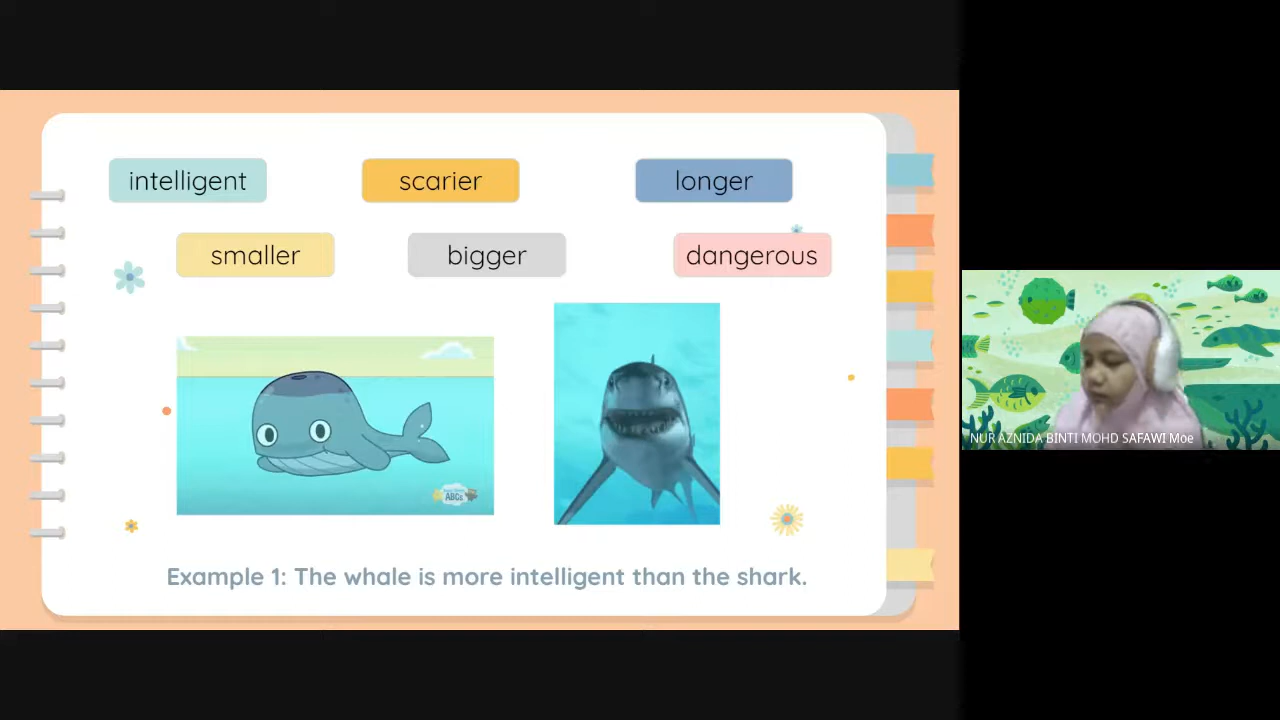 intelligent
scarier
longer
smaller
bigger
dangerous
ABCs
Example 1: The whale is more intelligent than the shark.
NUR AZNIDA BINTI MOHD SAFAWI Moe